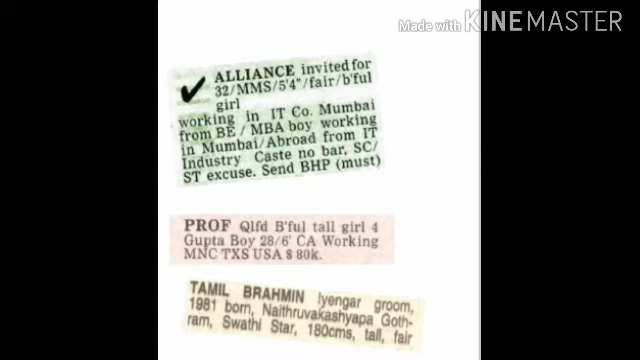 Made with KINEMASTER
ALLIANCE invited for
32/MMS/5'4"/fair/b'ful
girl
working in IT Co. Mumbai
from BE / MBA boy working
in Mumbai/Abroad from IT
Industry Caste no bar. SC/
ST excuse. Send BHP (must)
PROF Qlfd B'ful tall girl 4
Gupta Boy 28/6' CA Working
MNC TXS USA $ 80k.
TAMIL BRAHMIN Iyengar groom,
1981 born, Naithruvakashyapa Goth-
ram, Swathi Star, 180cms, tall, fair